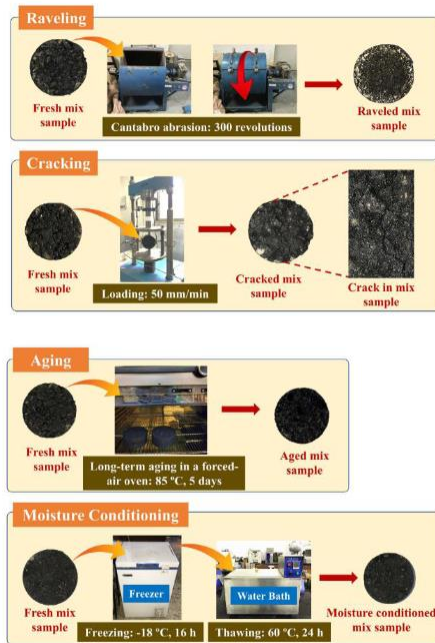 Raveling
Fresh mix
sample
Cantabro abrasion: 300 revolutions
Raveled mix
sample
Cracking
Fresh mix
sample
Loading: 50 mm/min
Cracked mix
sample
Crack in mix
sample
Aging
Fresh mix
sample
Long-term aging in a forced-
air oven: 85 ºC, 5 days
Aged mix
sample
Moisture Conditioning
Fresh mix
sample
Freezer
Freezing: -18 ºC, 16 h
Water Bath
Thawing: 60 ºC, 24 h
Moisture conditioned
mix sample